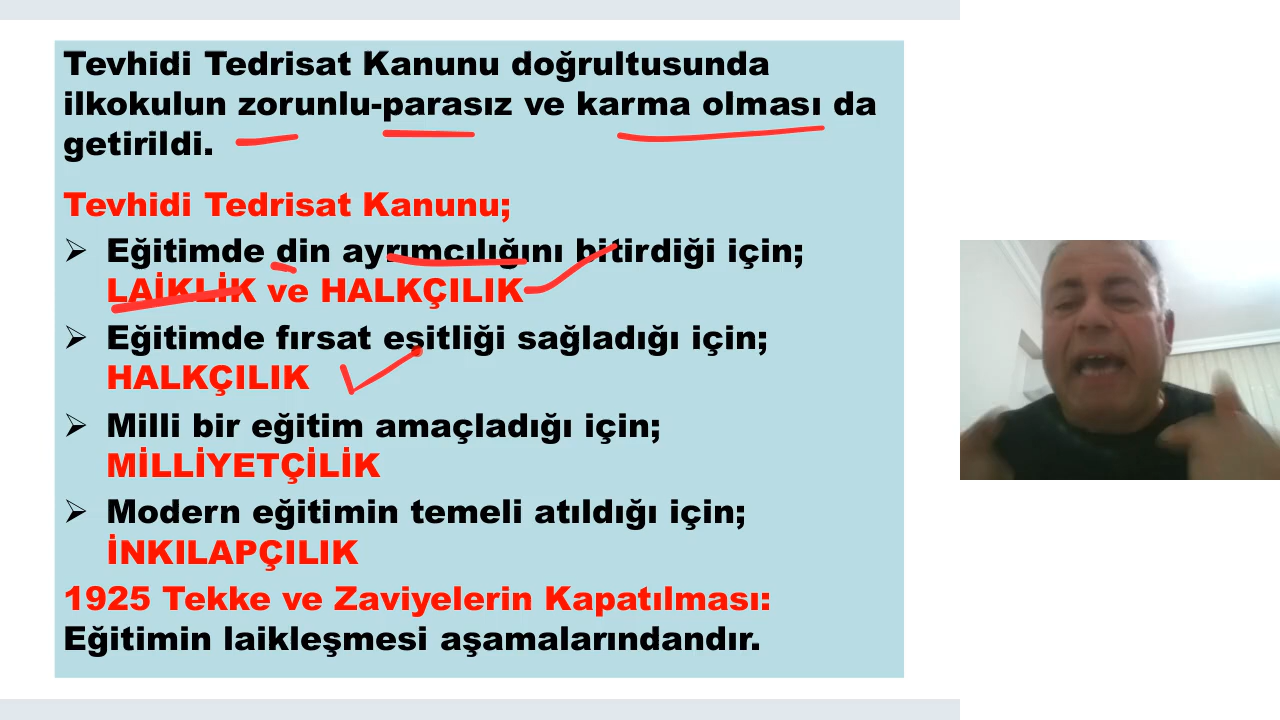 Tevhidi Tedrisat Kanunu doğrultusunda
ilkokulun zorunlu-parasız ve karma olması da
getirildi.
Tevhidi Tedrisat Kanunu;
Eğitimde din ayrımcılığını bitirdiği için;
LAİKLİK ve HALKÇILIK
Eğitimde fırsat eşitliği sağladığı için;
HALKÇILIK
Milli bir eğitim amaçladığı için;
MİLLİYETÇİLİK
Modern eğitimin temeli atıldığı için;
İNKILAPÇILIK
1925 Tekke ve Zaviyelerin Kapatılması:
Eğitimin laikleşmesi aşamalarındandır.